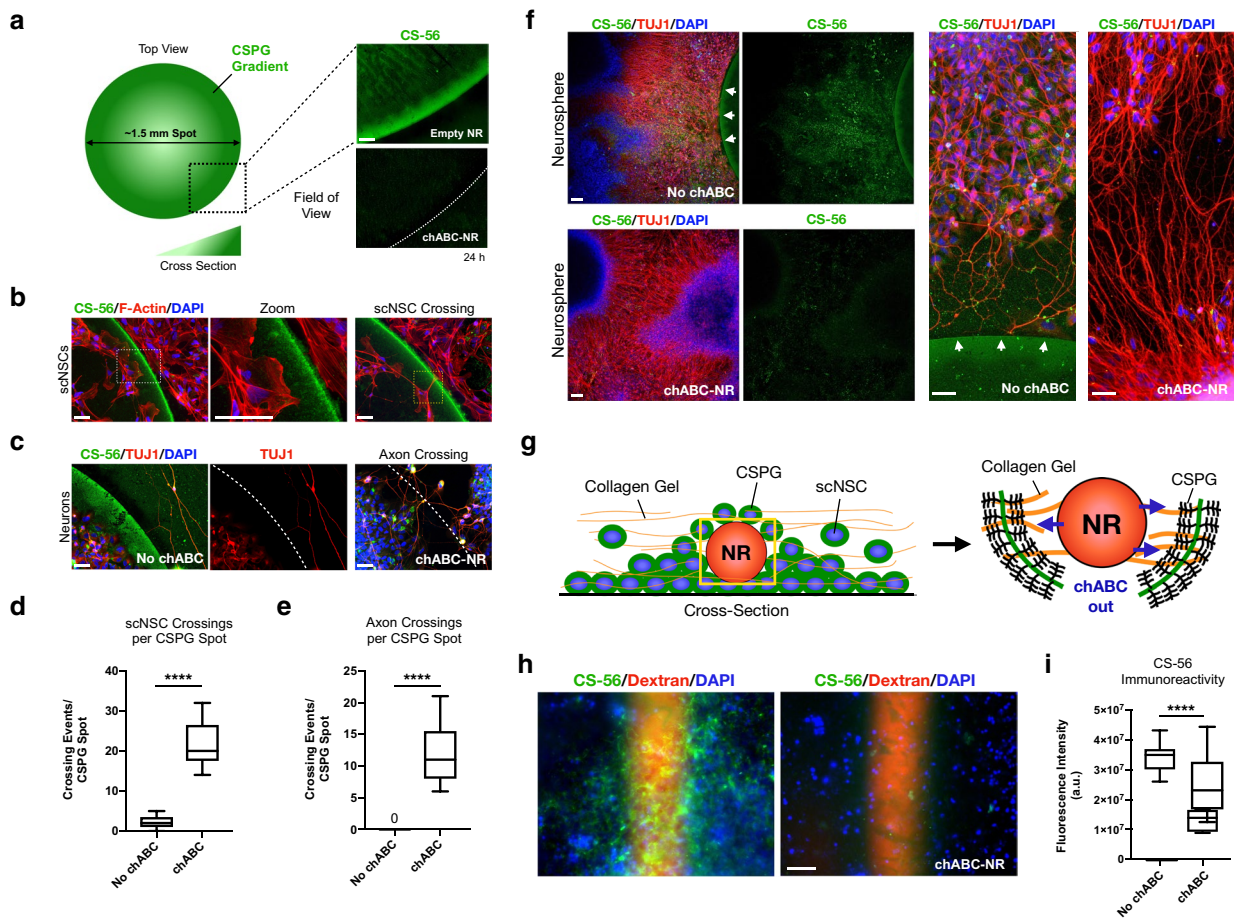 a
Top View
CSPG
Gradient
~1.5 mm Spot
Cross Section
Field of
View
CS-56
Empty NR
chABC-NR
24 h
b
CS-56/F-Actin/DAPI
Zoom
scNSC Crossing
scNSCs
c
CS-56/TUJ1/DAPI
TUJ1
Axon Crossing
Neurons
No chABC
chABC-NR
d
scNSC Crossings
per CSPG Spot
Crossing Events/
CSPG Spot
40
30
20
10
0
****
No chABC
chABC
e
Axon Crossings
per CSPG Spot
Crossing Events/
CSPG Spot
25
20
15
10
5
0
****
0
No chABC
chABC
f
CS-56/TUJ1/DAPI
CS-56
CS-56/TUJ1/DAPI
CS-56/TUJ1/DAPI
Neurosphere
No chABC
CS-56/TUJ1/DAPI
CS-56
Neurosphere
chABC-NR
No chABC
chABC-NR
g
Collagen Gel
CSPG
scNSC
NR
Cross-Section
Collagen Gel
CSPG
NR
chABC
out
h
CS-56/Dextran/DAPI
CS-56/Dextran/DAPI
chABC-NR
i
CS-56
Immunoreactivity
Fluorescence Intensity
(a.u.)
5×10⁷
4×10⁷
3×10⁷
2×10⁷
1×10⁷
0
****
No chABC
chABC